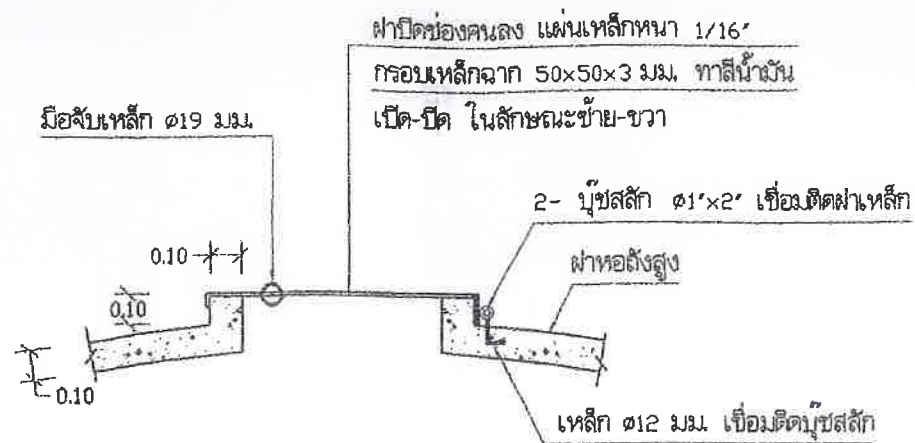 ฝาปิดช่องคนลง แผ่นเหล็กหนา 1/16"
กรอบเหล็กฉาก 50x50x3 มม. ทาสีน้ำมัน
เปิด-ปิด ในลักษณะซ้าย-ขวา
มือจับเหล็ก ø19 มม.
2- บุ๊ชสลัก ø1"x2" เชื่อมติดฝาเหล็ก
ฝาหอถังสูง
0.10
0.10
0.10
เหล็ก ø12 มม. เชื่อมติดบุ๊ชสลัก